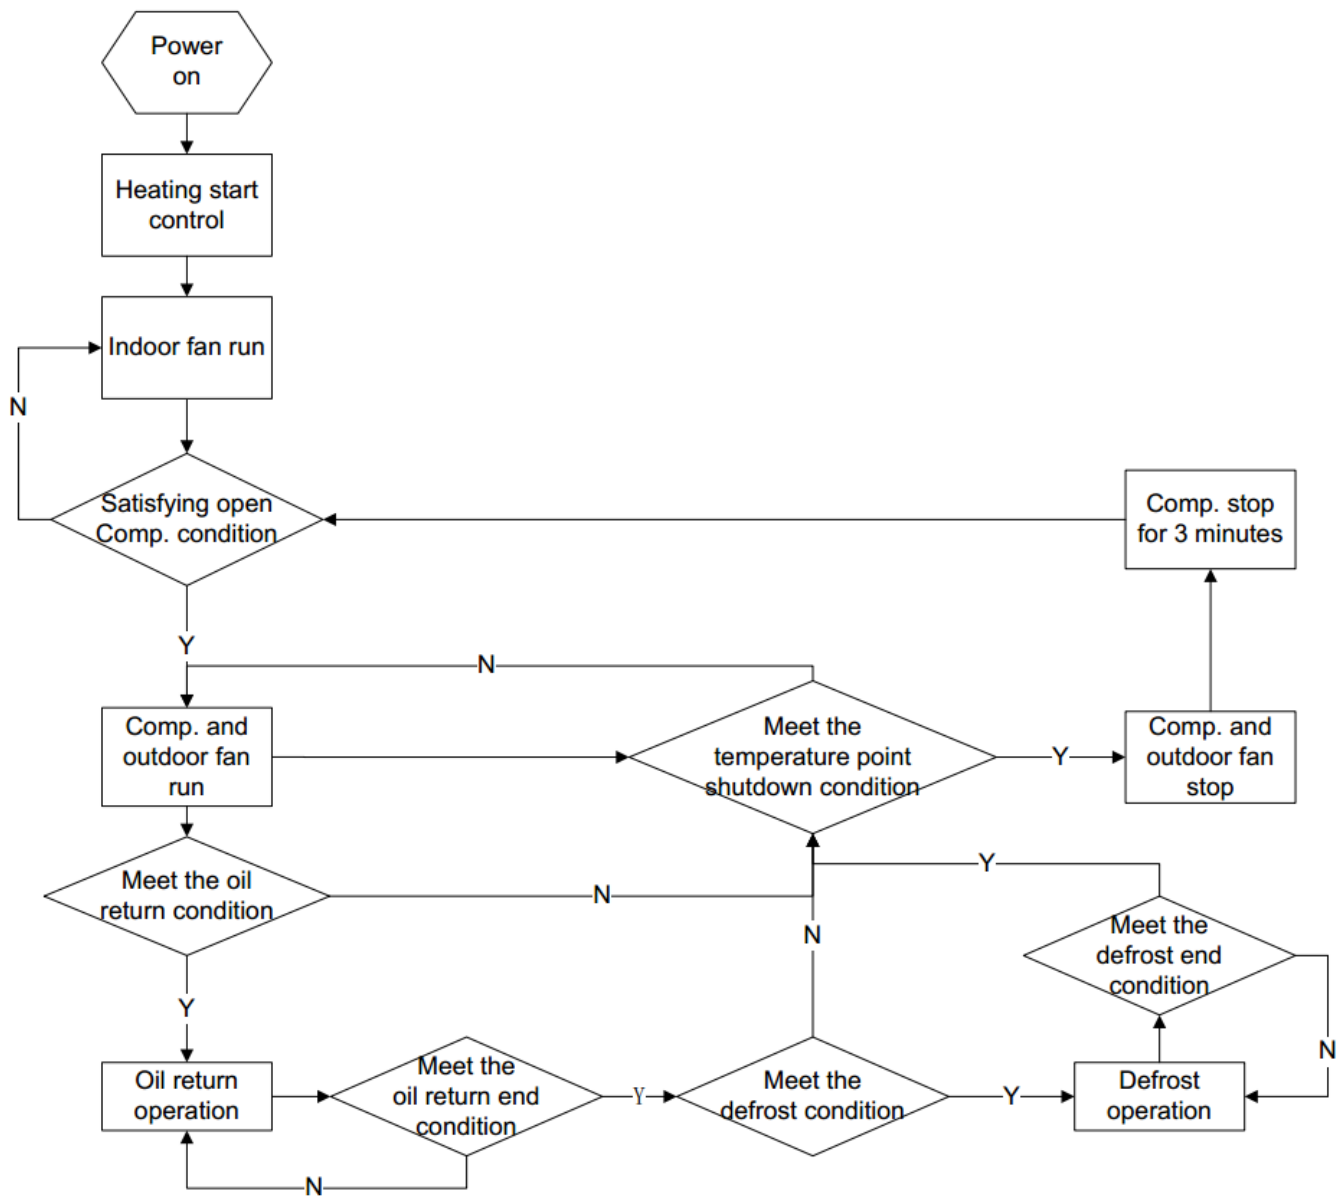 Power
on
Heating start
control
Indoor fan run
N
Satisfying open
Comp. condition
Comp. stop
for 3 minutes
Y
N
Comp. and
outdoor fan
run
Meet the
temperature point
shutdown condition
Y
Comp. and
outdoor fan
stop
Meet the oil
return condition
N
Y
N
Meet the
defrost end
condition
Y
N
Oil return
operation
Meet the
oil return end
condition
Y
Meet the
defrost condition
Y
Defrost
operation
N